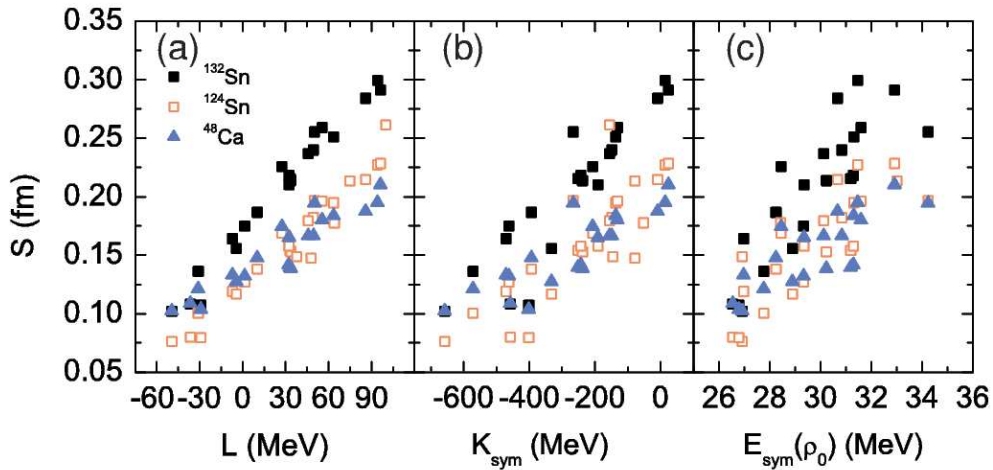 (a)
(b)
(c)
¹³²Sn
¹²⁴Sn
⁴⁸Ca
S (fm)
0.35
0.30
0.25
0.20
0.15
0.10
0.05
-60 -30 0 30 60 90
-600 -400 -200 0
26 28 30 32 34 36
L (MeV)
K_sym (MeV)
E_sym(ρ₀) (MeV)